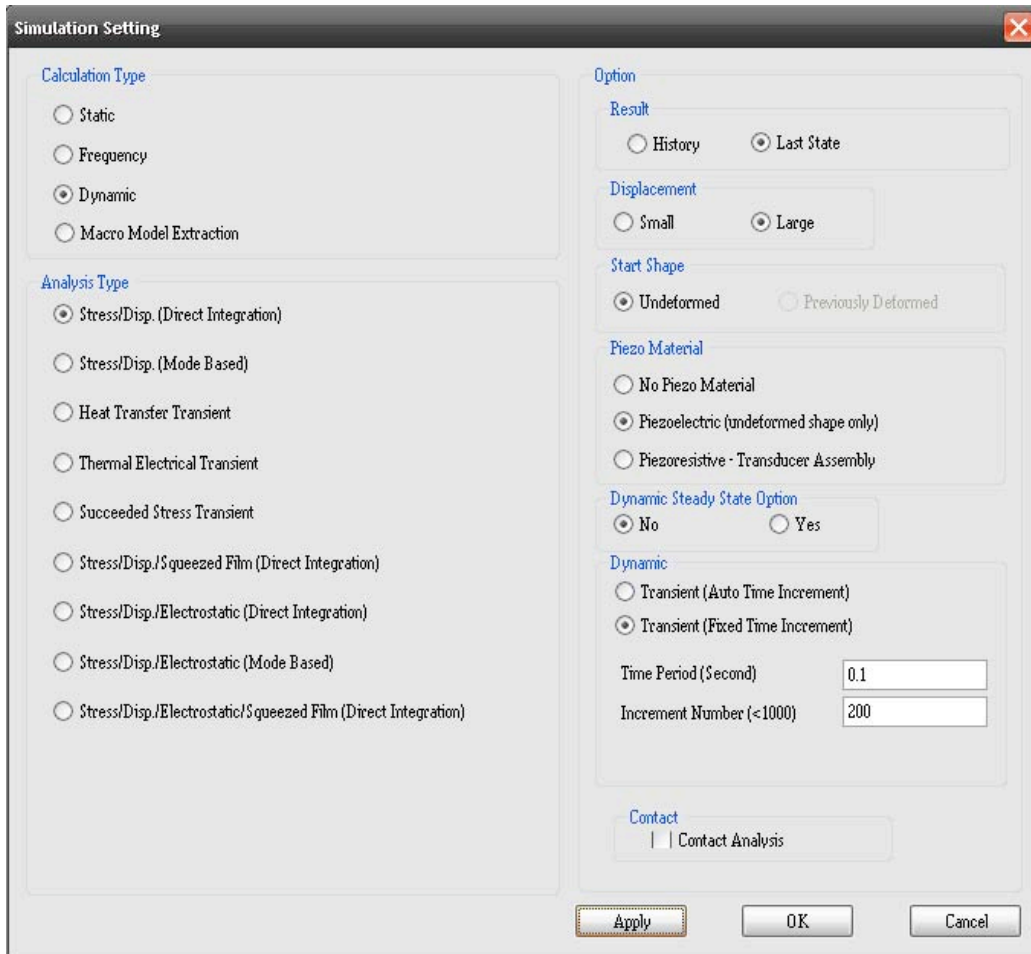 Simulation Setting
Calculation Type
Static
Frequency
Dynamic
Macro Model Extraction
Analysis Type
Stress/Disp. (Direct Integration)
Stress/Disp. (Mode Based)
Heat Transfer Transient
Thermal Electrical Transient
Succeeded Stress Transient
Stress/Disp./Squeezed Film (Direct Integration)
Stress/Disp./Electrostatic (Direct Integration)
Stress/Disp./Electrostatic (Mode Based)
Stress/Disp./Electrostatic/Squeezed Film (Direct Integration)
Option
Result
History Last State
Displacement
Small Large
Start Shape
Undeformed Previously Deformed
Piezo Material
No Piezo Material
Piezoelectric (undeformed shape only)
Piezoresistive - Transducer Assembly
Dynamic Steady State Option
No Yes
Dynamic
Transient (Auto Time Increment)
Transient (Fixed Time Increment)
Time Period (Second) 0.1
Increment Number (<1000) 200
Contact
Contact Analysis
Apply OK Cancel